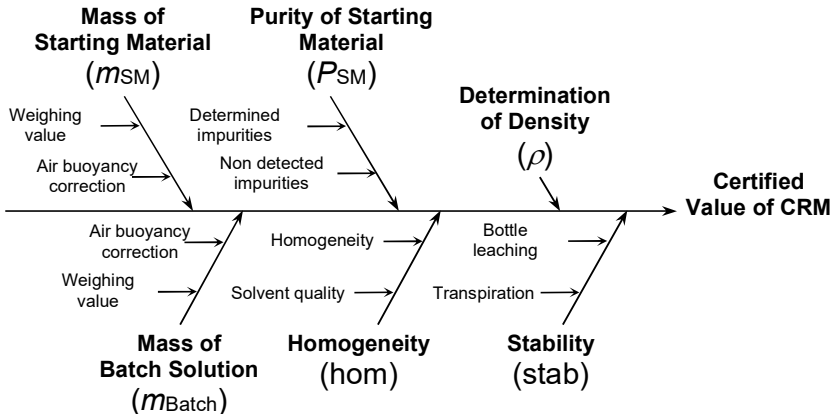 Mass of
Starting Material
(mSM)
Purity of Starting
Material
(PSM)
Determination
of Density
(ρ)
Weighing
value
Air buoyancy
correction
Determined
impurities
Non detected
impurities
Certified
Value of CRM
Air buoyancy
correction
Weighing
value
Homogeneity
Solvent quality
Bottle
leaching
Transpiration
Mass of
Batch Solution
(mBatch)
Homogeneity
(hom)
Stability
(stab)